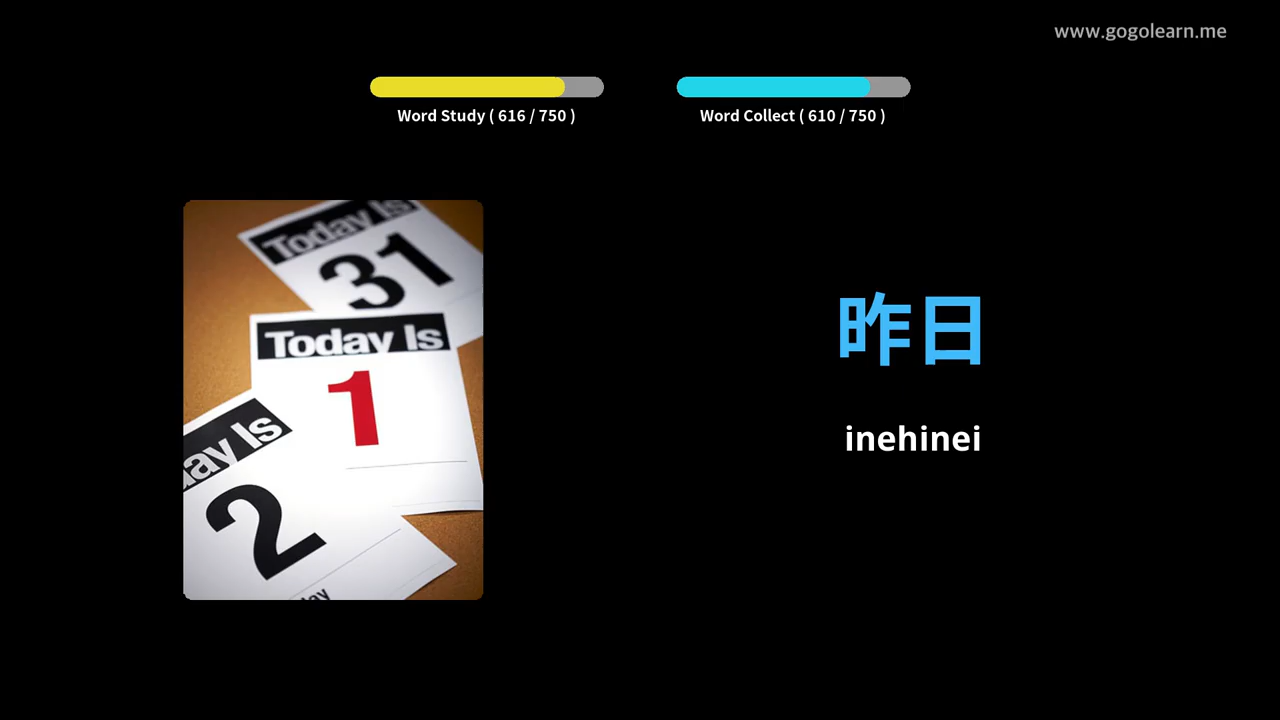 www.gogolearn.me
Word Study ( 616 / 750 )
Word Collect ( 610 / 750 )
Today Is
31
Today Is
1
ay Is
2
昨日
inehinei